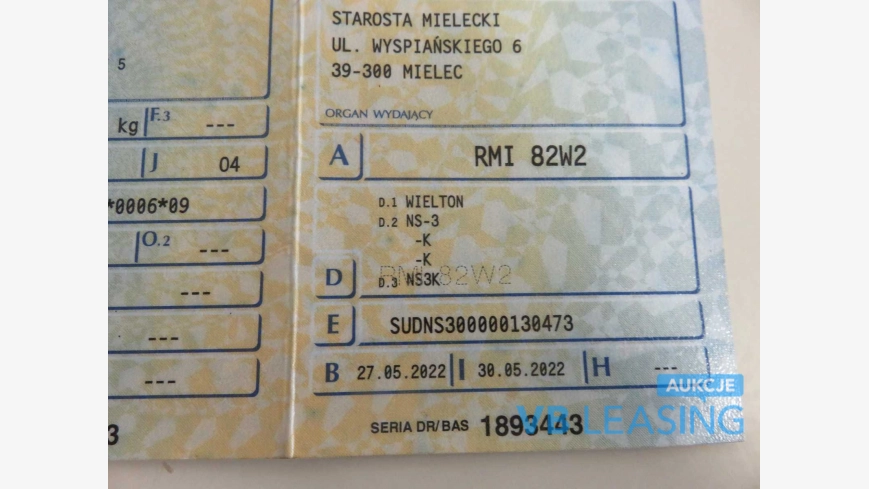 5
kg F.3 ---
J 04
*0006*09
O.2 ---
---
---
---
3
STAROSTA MIELECKI
UL. WYSPIAŃSKIEGO 6
39-300 MIELEC
ORGAN WYDAJĄCY
A RMI 82W2
D.1 WIELTON
D.2 NS-3
-K
-K
D D.3 NS3K
RMI 82W2
E SUDNS300000130473
B 27.05.2022 I 30.05.2022 H ---
SERIA DR/BAS 1893443
AUKCJE
VB LEASING